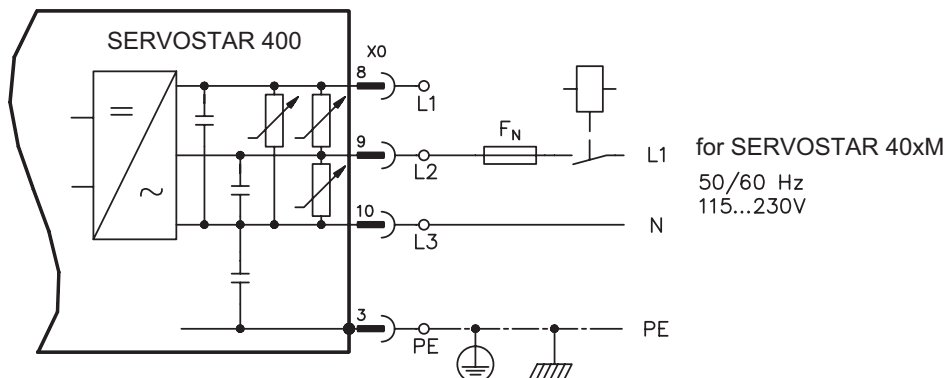 SERVOSTAR 400
X0
8
L1
9
L2
FN
L1
for SERVOSTAR 40xM
50/60 Hz
115...230V
10
L3
N
3
PE
PE